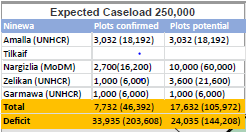 Expected Caseload 250,000
Ninewa Plots confirmed Plots potential
Amalla (UNHCR) 3,032 (18,192) 3,032 (18,192)
Tilkaif
Nargizlia (MoDM) 2,700(16,200) 10,000 (60,000)
Zelikan (UNHCR) 1,000 (6,000) 3,600 (21,600)
Garmawa (UNHCR) 1,000 (6,000) 1,000 (6,000)
Total 7,732 (46,392) 17,632 (105,972)
Deficit 33,935 (203,608) 24,035 (144,208)